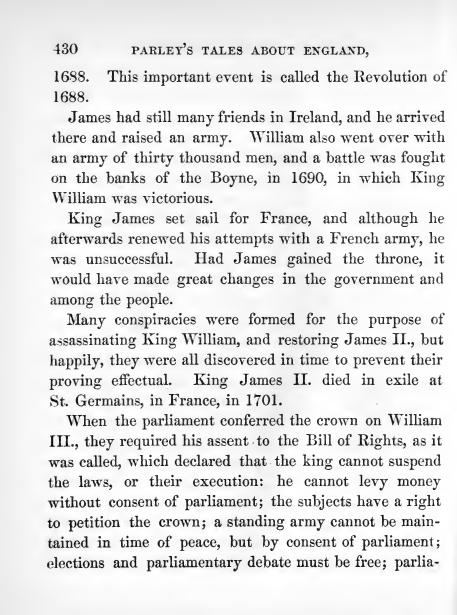 430 PARLEY'S TALES ABOUT ENGLAND,
1688. This important event is called the Revolution of
1688.
James had still many friends in Ireland, and he arrived
there and raised an army. William also went over with
an army of thirty thousand men, and a battle was fought
on the banks of the Boyne, in 1690, in which King
William was victorious.
King James set sail for France, and although he
afterwards renewed his attempts with a French army, he
was unsuccessful. Had James gained the throne, it
would have made great changes in the government and
among the people.
Many conspiracies were formed for the purpose of
assassinating King William, and restoring James II., but
happily, they were all discovered in time to prevent their
proving effectual. King James II. died in exile at
St. Germains, in France, in 1701.
When the parliament conferred the crown on William
III., they required his assent to the Bill of Rights, as it
was called, which declared that the king cannot suspend
the laws, or their execution: he cannot levy money
without consent of parliament; the subjects have a right
to petition the crown; a standing army cannot be main-
tained in time of peace, but by consent of parliament;
elections and parliamentary debate must be free; parlia-